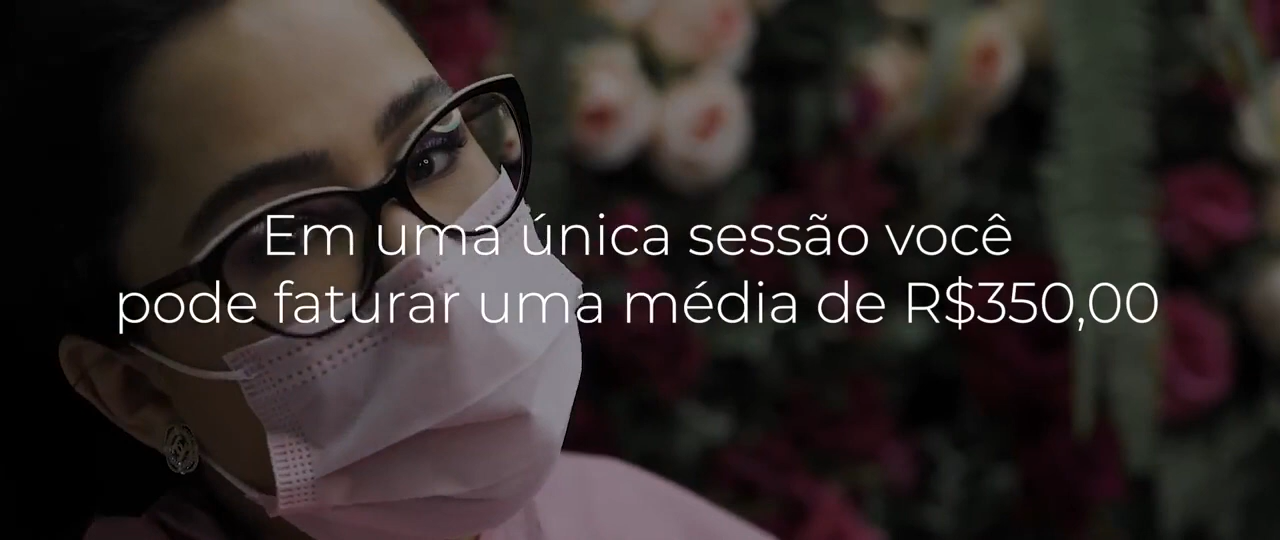 Em uma única sessão você
pode faturar uma média de R$350,00